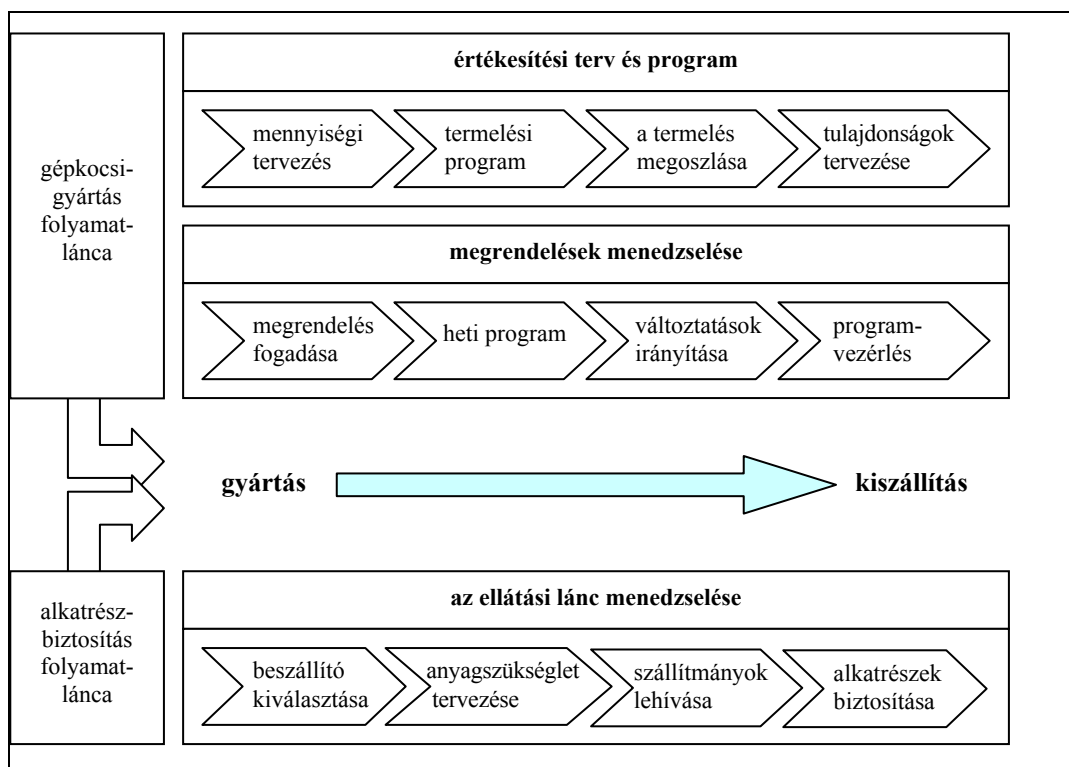 gépkocsi-
gyártás
folyamat-
lánca
értékesítési terv és program
mennyiségi
tervezés
termelési
program
a termelés
megoszlása
tulajdonságok
tervezése
megrendelések menedzselése
megrendelés
fogadása
heti program
változtatások
irányítása
program-
vezérlés
gyártás
kiszállítás
alkatrész-
biztosítás
folyamat-
lánca
az ellátási lánc menedzselése
beszállító
kiválasztása
anyagszükséglet
tervezése
szállítmányok
lehívása
alkatrészek
biztosítása